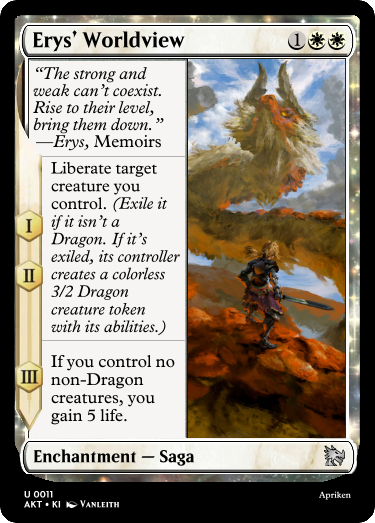 Erys' Worldview 1
“The strong and
weak can’t coexist.
Rise to their level,
bring them down.”
—Erys, Memoirs
I
II
Liberate target
creature you
control. (Exile it
if it isn’t a
Dragon. If it’s
exiled, its controller
creates a colorless
3/2 Dragon
creature token
with its abilities.)
III
If you control no
non-Dragon
creatures, you
gain 5 life.
Enchantment — Saga
U 0011
AKT • KI Vanleith
Apriken